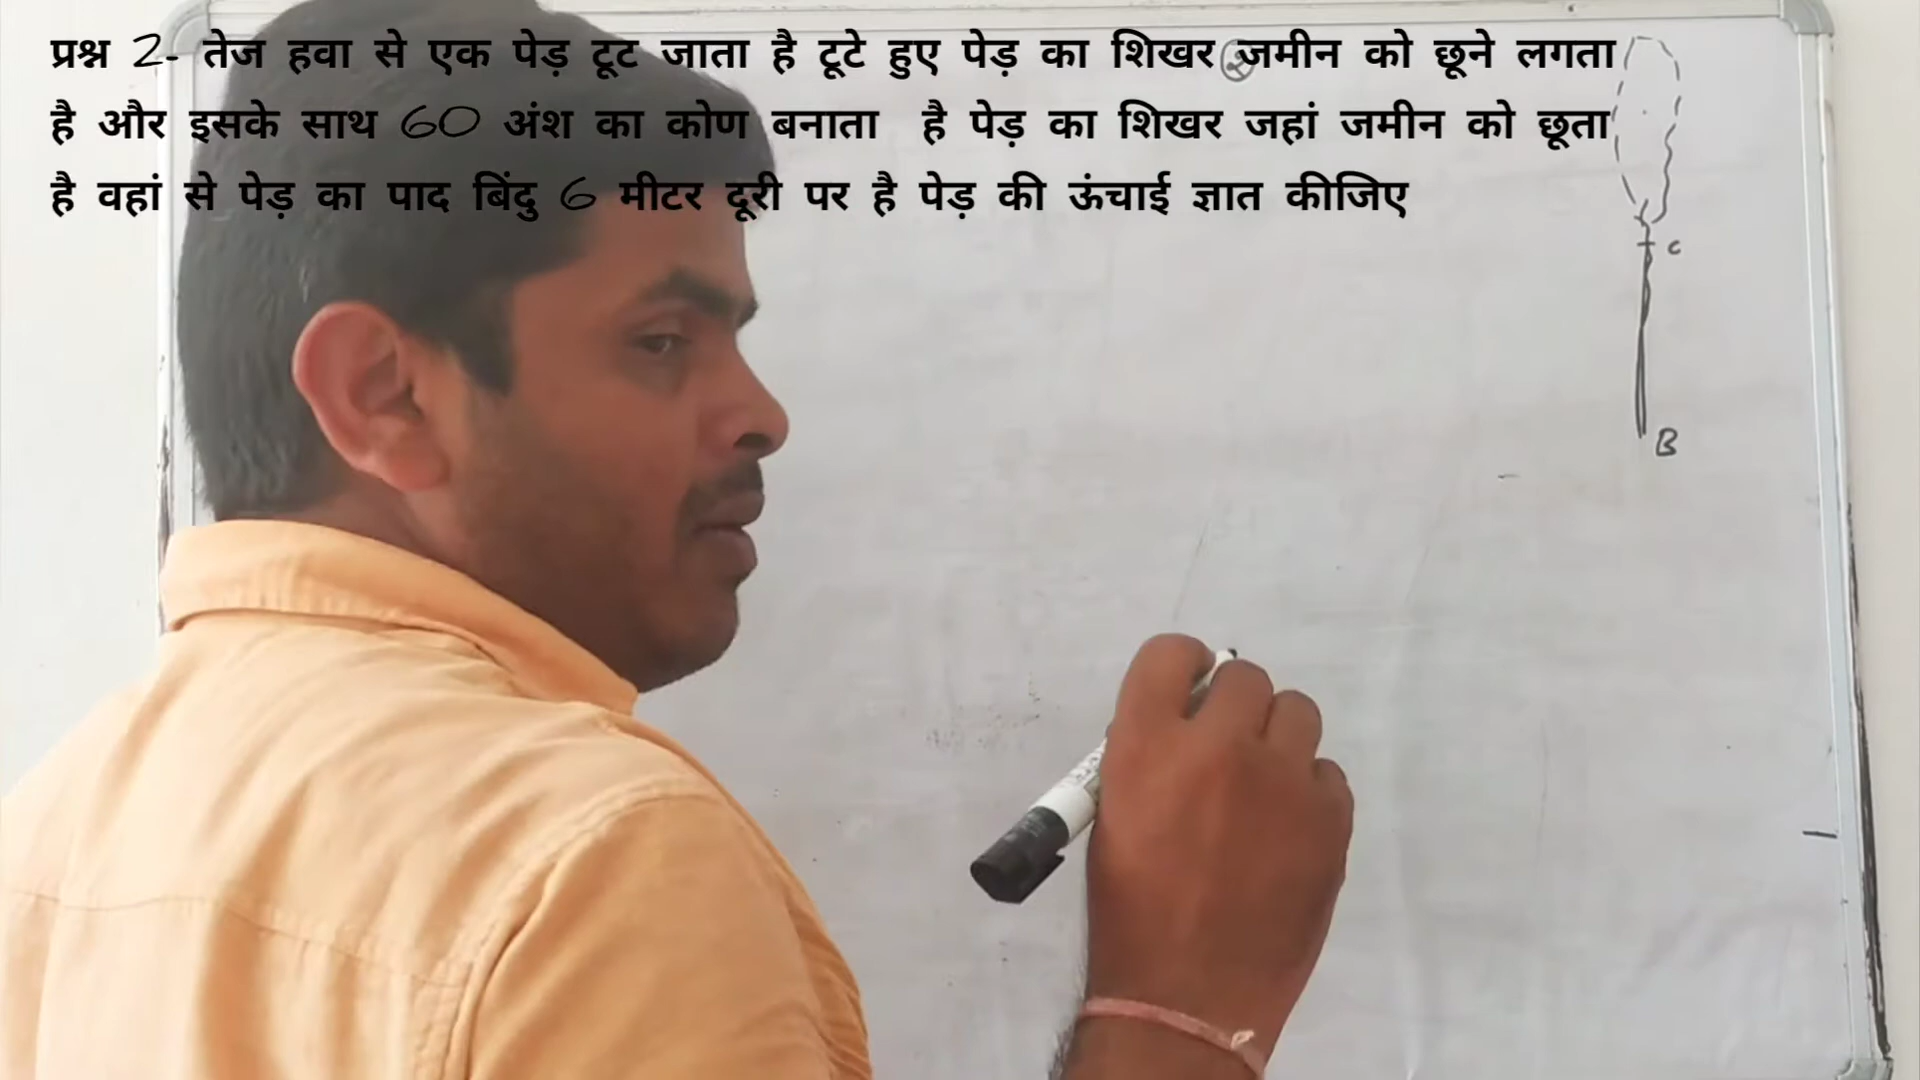 प्रश्न 2- तेज हवा से एक पेड़ टूट जाता है टूटे हुए पेड़ का शिखर जमीन को छूने लगता
है और इसके साथ 60 अंश का कोण बनाता है पेड़ का शिखर जहां जमीन को छूता
है वहां से पेड़ का पाद बिंदु 6 मीटर दूरी पर है पेड़ की ऊंचाई ज्ञात कीजिए
C
B